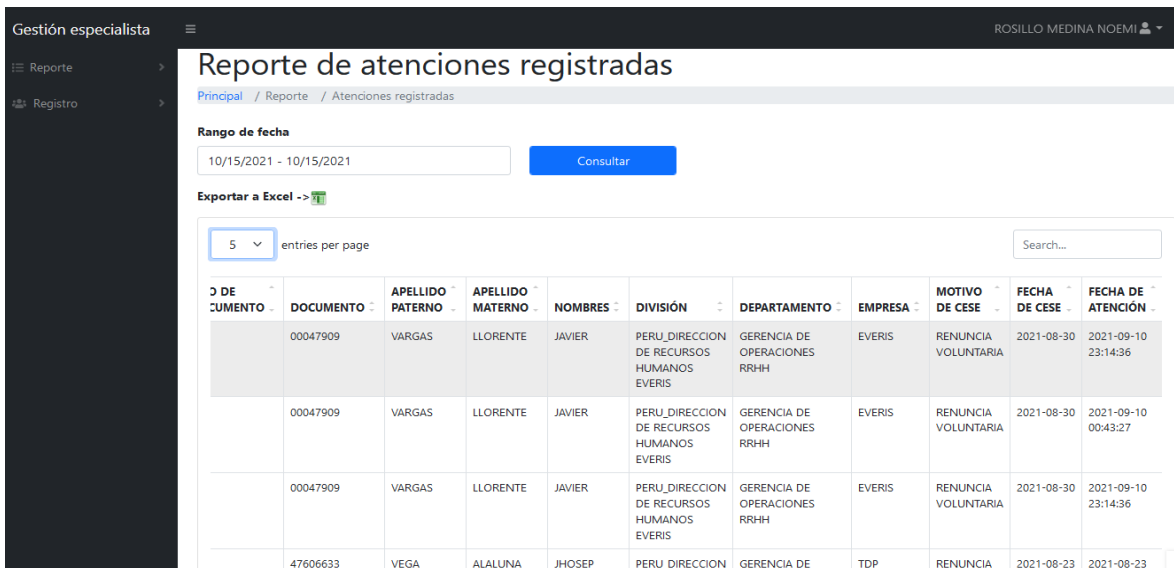 Gestión especialista
ROSILLO MEDINA NOEMI
Reporte
Registro
Reporte de atenciones registradas
Principal / Reporte / Atenciones registradas
Rango de fecha
10/15/2021 - 10/15/2021
Consultar
Exportar a Excel ->
5 entries per page
Search...
O DE CUMENTO DOCUMENTO APELLIDO PATERNO APELLIDO MATERNO NOMBRES DIVISIÓN DEPARTAMENTO EMPRESA MOTIVO DE CESE FECHA DE CESE FECHA DE ATENCIÓN
00047909 VARGAS LLORENTE JAVIER PERU_DIRECCION DE RECURSOS HUMANOS EVERIS GERENCIA DE OPERACIONES RRHH EVERIS RENUNCIA VOLUNTARIA 2021-08-30 2021-09-10 23:14:36
00047909 VARGAS LLORENTE JAVIER PERU_DIRECCION DE RECURSOS HUMANOS EVERIS GERENCIA DE OPERACIONES RRHH EVERIS RENUNCIA VOLUNTARIA 2021-08-30 2021-09-10 00:43:27
00047909 VARGAS LLORENTE JAVIER PERU_DIRECCION DE RECURSOS HUMANOS EVERIS GERENCIA DE OPERACIONES RRHH EVERIS RENUNCIA VOLUNTARIA 2021-08-30 2021-09-10 23:14:36
47606633 VEGA ALALUNA JHOSEP PERU_DIRECCION GERENCIA DE TDP RENUNCIA 2021-08-23 2021-08-23